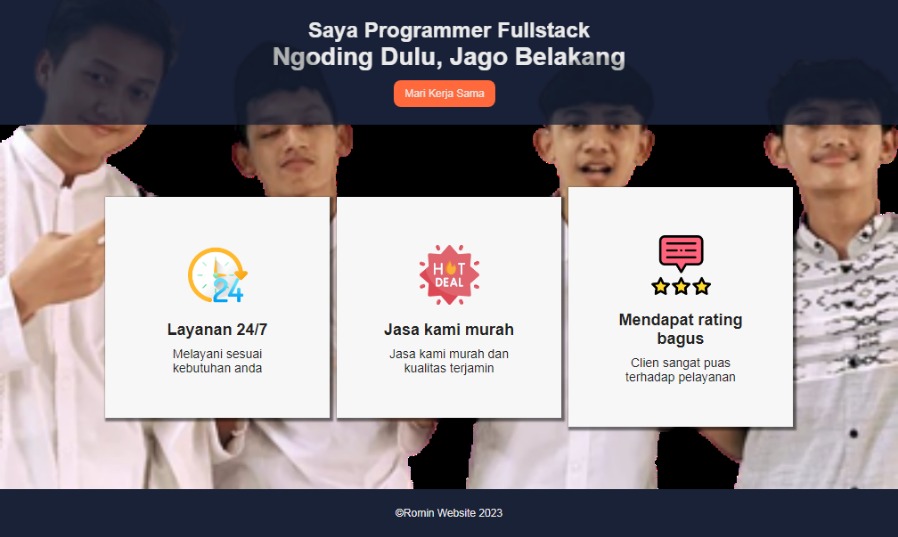 Saya Programmer Fullstack
Ngoding Dulu, Jago Belakang
Mari Kerja Sama
24
HOT
DEAL
Layanan 24/7
Melayani sesuai
kebutuhan anda
Jasa kami murah
Jasa kami murah dan
kualitas terjamin
Mendapat rating
bagus
Clien sangat puas
terhadap pelayanan
©Romin Website 2023